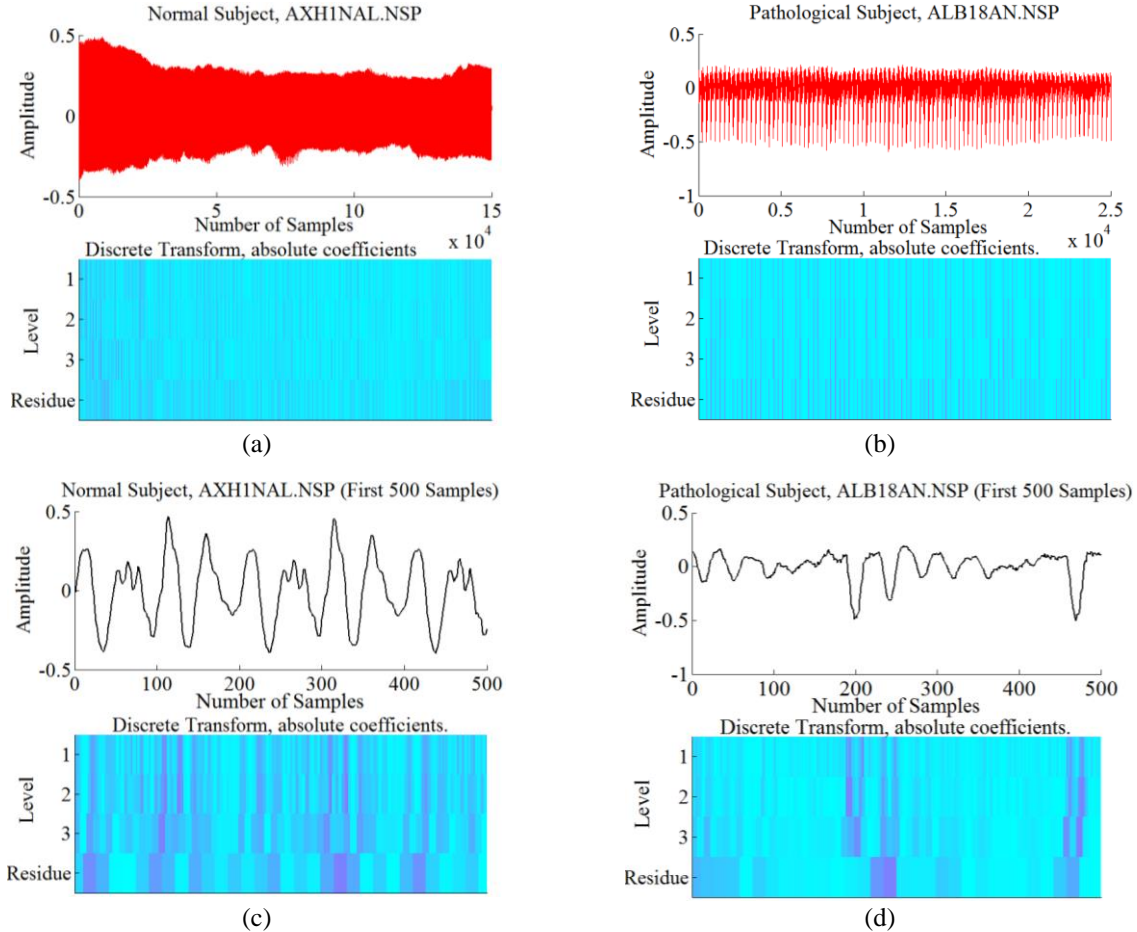 Normal Subject, AXH1NAL.NSP
0.5
0
-0.5
Amplitude
0 5 10 15
Number of Samples
x 10^4
Discrete Transform, absolute coefficients
1
2
3
Residue
Level
(a)
Pathological Subject, ALB18AN.NSP
1
0.5
0
-0.5
-1
Amplitude
0 0.5 1 1.5 2 2.5
Number of Samples
x 10^4
Discrete Transform, absolute coefficients.
1
2
3
Residue
Level
(b)
Normal Subject, AXH1NAL.NSP (First 500 Samples)
0.5
0
-0.5
Amplitude
0 100 200 300 400 500
Number of Samples
Discrete Transform, absolute coefficients.
1
2
3
Residue
Level
(c)
Pathological Subject, ALB18AN.NSP (First 500 Samples)
0.5
0
-0.5
-1
Amplitude
0 100 200 300 400 500
Number of Samples
Discrete Transform, absolute coefficients.
1
2
3
Residue
Level
(d)